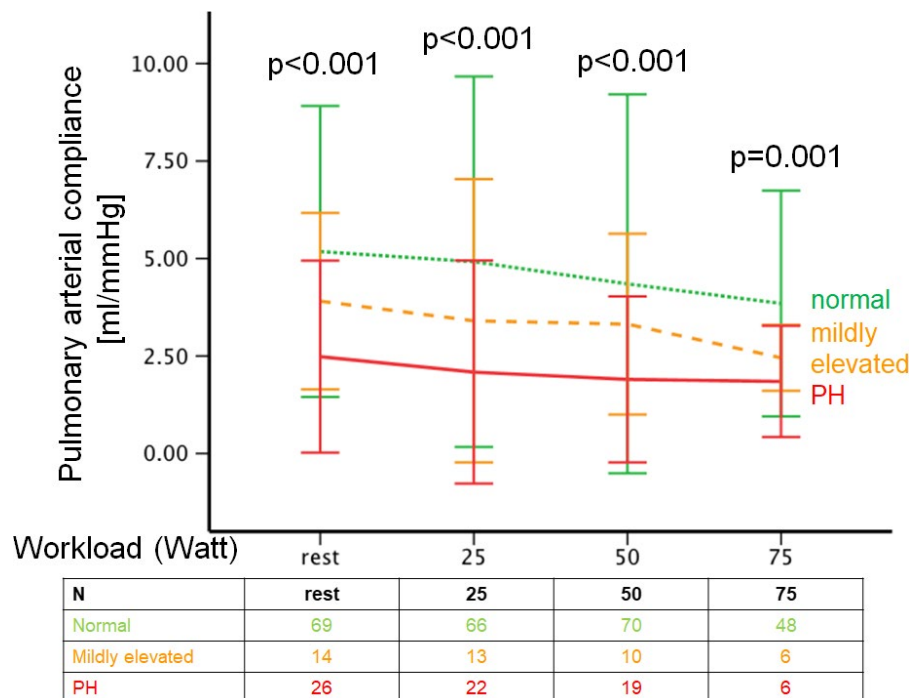 p<0.001 p<0.001 p<0.001 p=0.001
Pulmonary arterial compliance
[ml/mmHg]
10.00
7.50
5.00
2.50
0.00
normal
mildly
elevated
PH
Workload (Watt) rest 25 50 75
N rest 25 50 75
Normal 69 66 70 48
Mildly elevated 14 13 10 6
PH 26 22 19 6